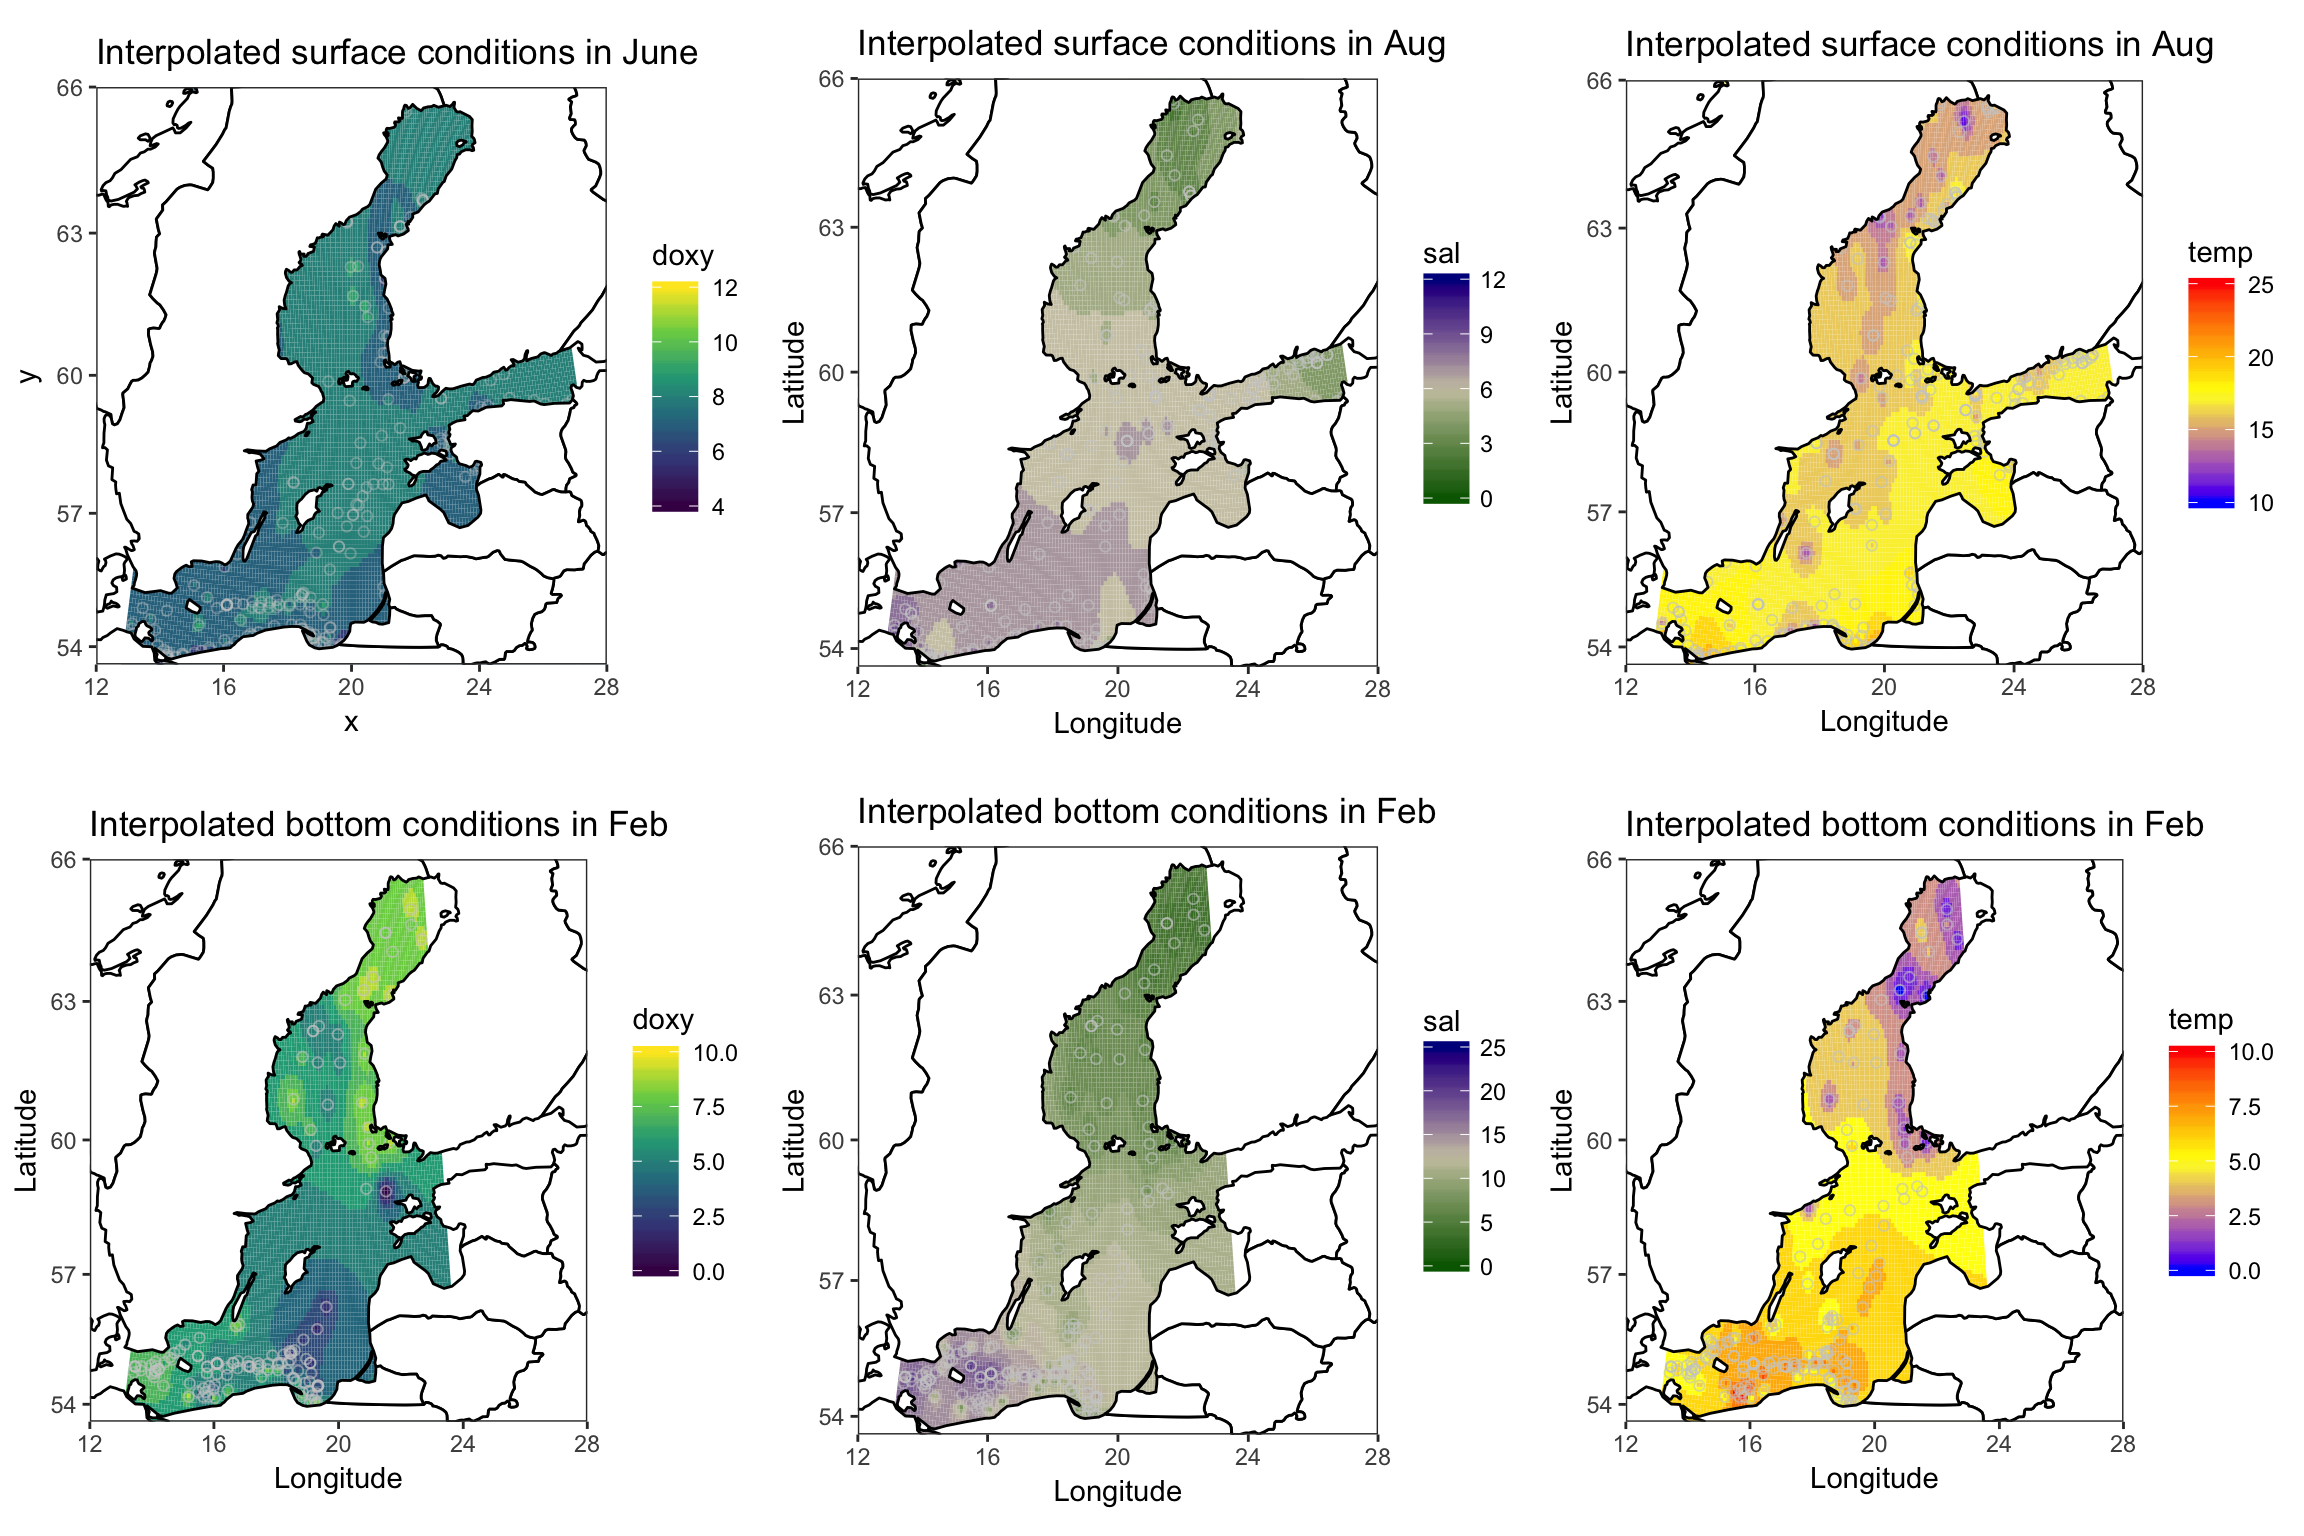 Interpolated surface conditions in June
66
63
60
57
54
12 16 20 24 28
x
y
doxy
12
10
8
6
4
Interpolated surface conditions in Aug
66
63
60
57
54
12 16 20 24 28
Longitude
Latitude
sal
12
9
6
3
0
Interpolated surface conditions in Aug
66
63
60
57
54
12 16 20 24 28
Longitude
Latitude
temp
25
20
15
10
Interpolated bottom conditions in Feb
66
63
60
57
54
12 16 20 24 28
Longitude
Latitude
doxy
10.0
7.5
5.0
2.5
0.0
Interpolated bottom conditions in Feb
66
63
60
57
54
12 16 20 24 28
Longitude
Latitude
sal
25
20
15
10
5
0
Interpolated bottom conditions in Feb
66
63
60
57
54
12 16 20 24 28
Longitude
Latitude
temp
10.0
7.5
5.0
2.5
0.0